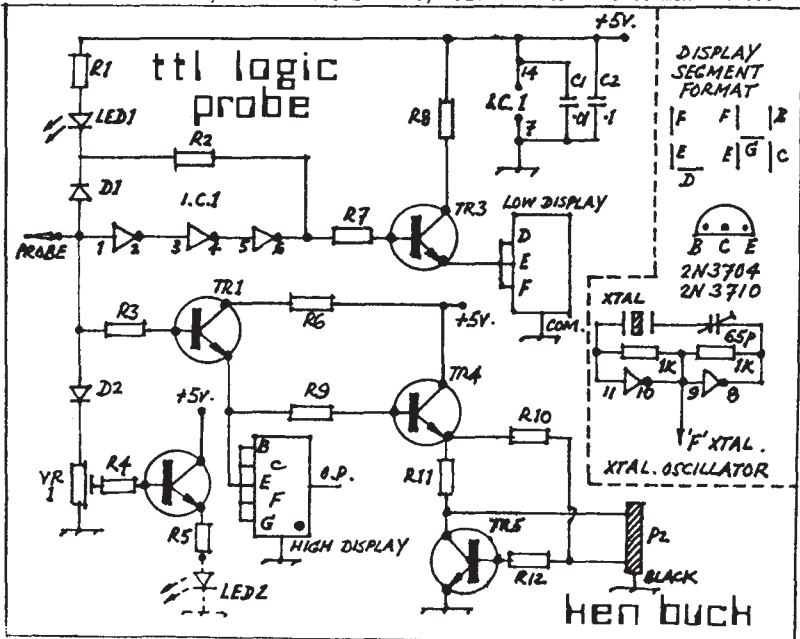 ttl logic
probe
+5v.
R1
LED1
R2
D1
I.C.1
PROBE
1 2 3 4 5 6
R7
R8
TR3
14
I.C.1
7
C1
.01
C2
.1
LOW DISPLAY
D
E
F
COM.
DISPLAY
SEGMENT
FORMAT
F F B
E E G C
D
B C E
2N3704
2N3710
XTAL
65P
1K 1K
11 10 9 8
'F' XTAL.
XTAL. OSCILLATOR
TR1
R3
R6
+5v.
D2
+5v.
R9
TR4
R10
VR
1
R4
R5
LED2
B
C
E
F
G
D.P.
HIGH DISPLAY
R11
TR5
R12
P2
BLACK
Ken buch